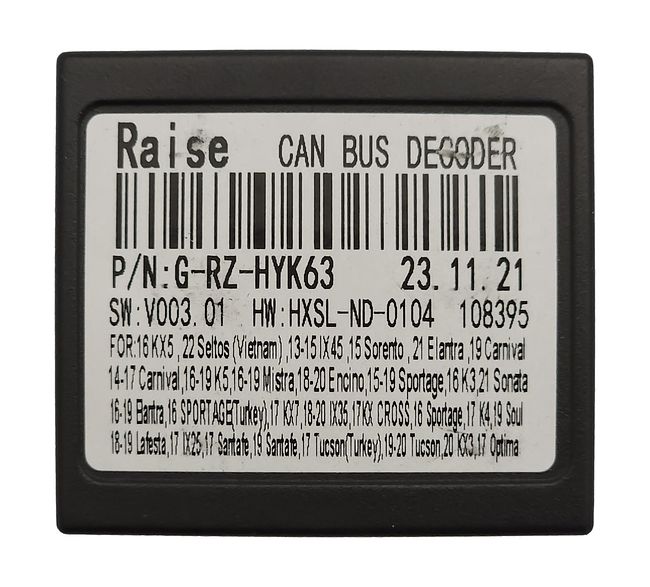 Raise CAN BUS DECODER
P/N:G-RZ-HYK63 23.11.21
SW:V003.01 HW:HXSL-ND-0104 108395
FOR:16 KX5, 22 Seltos (Vietnam) ,13-15 IX45,15 Sorento , 21 Elantra ,19 Carnival
14-17 Carnival,16-19 K5,16-19 Mistra,18-20 Encino,15-19 Sportage,16 K3,21 Sonata
16-19 Elantra,16 SPORTAGE(Turkey),17 KX7,18-20 IX35,17KX CROSS,16 Sportage,17 K4,19 Soul
18-19 Lafesta,17 IX25,17 Santafe,19 Santafe,17 Tucson(Turkey),19-20 Tucson,20 KX3,17 Optima